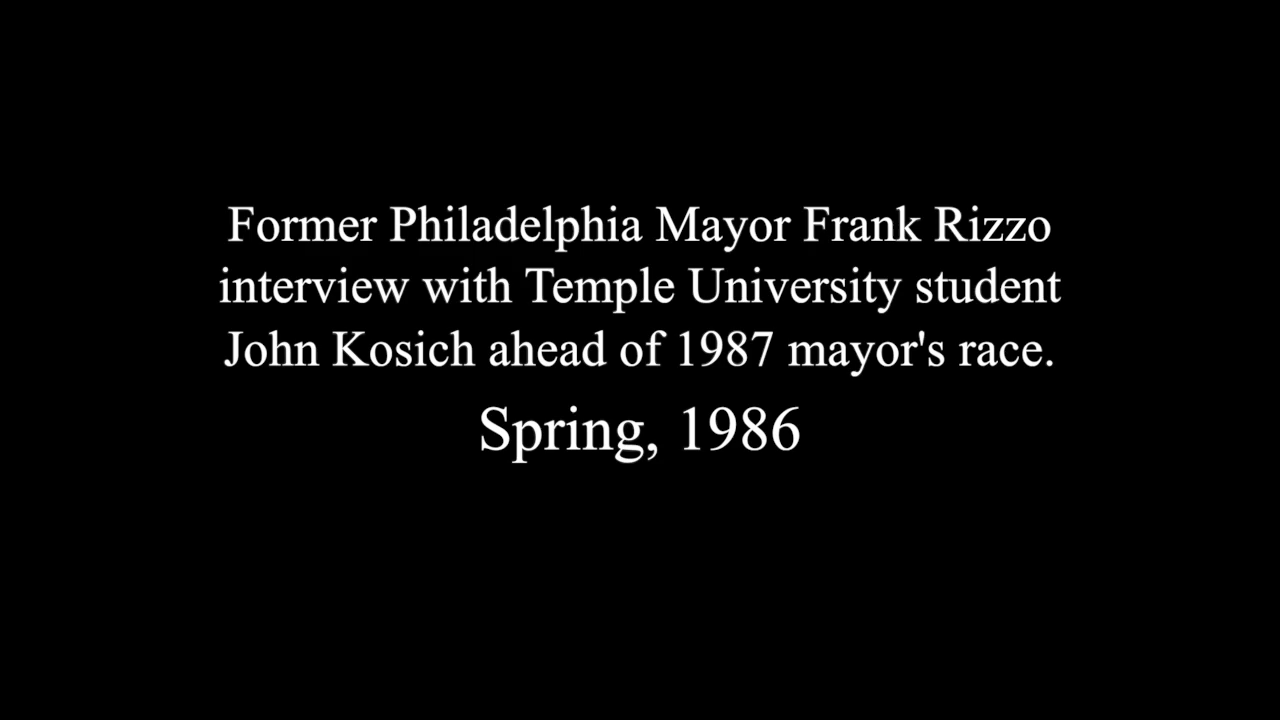 Former Philadelphia Mayor Frank Rizzo
interview with Temple University student
John Kosich ahead of 1987 mayor's race.
Spring, 1986